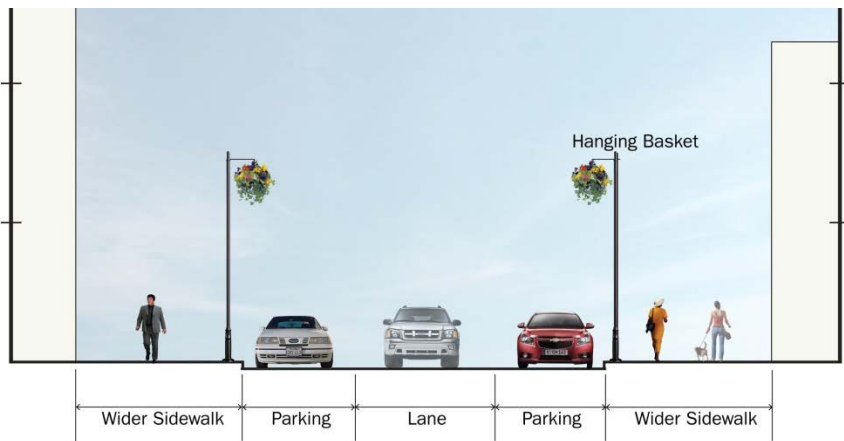 Hanging Basket
Wider Sidewalk
Parking
Lane
Parking
Wider Sidewalk